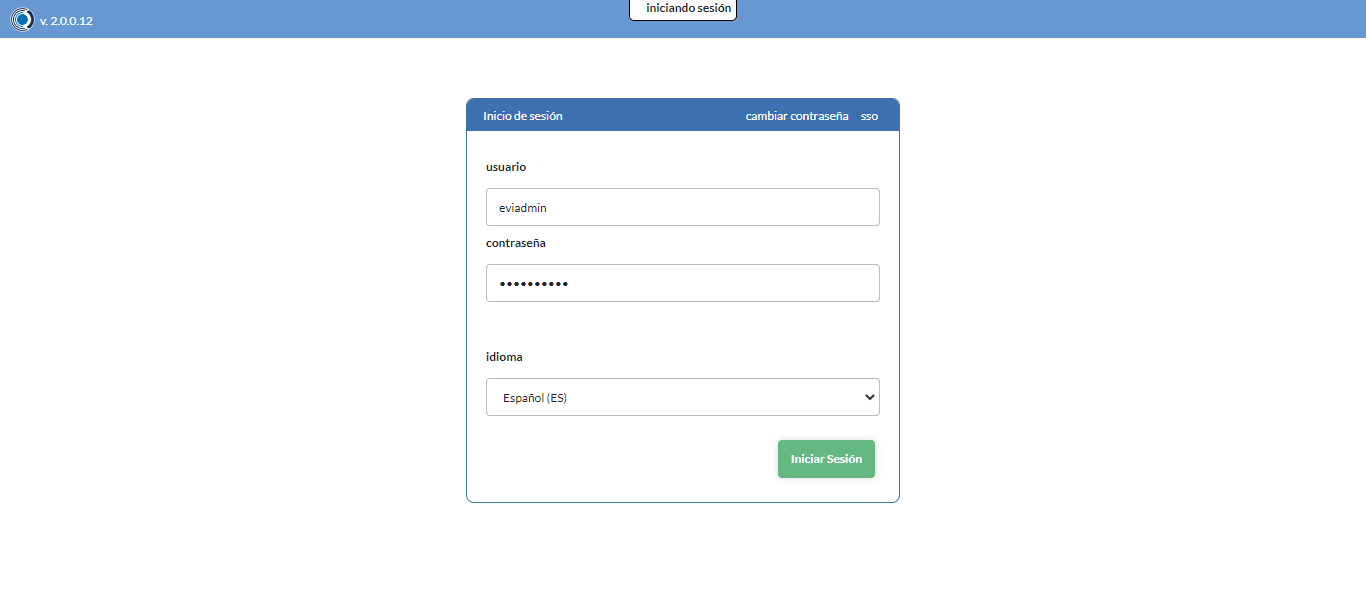 v. 2.0.0.12
iniciando sesión
Inicio de sesión cambiar contraseña sso
usuario
eviadmin
contraseña
••••••••••
idioma
Español (ES)
Iniciar Sesión